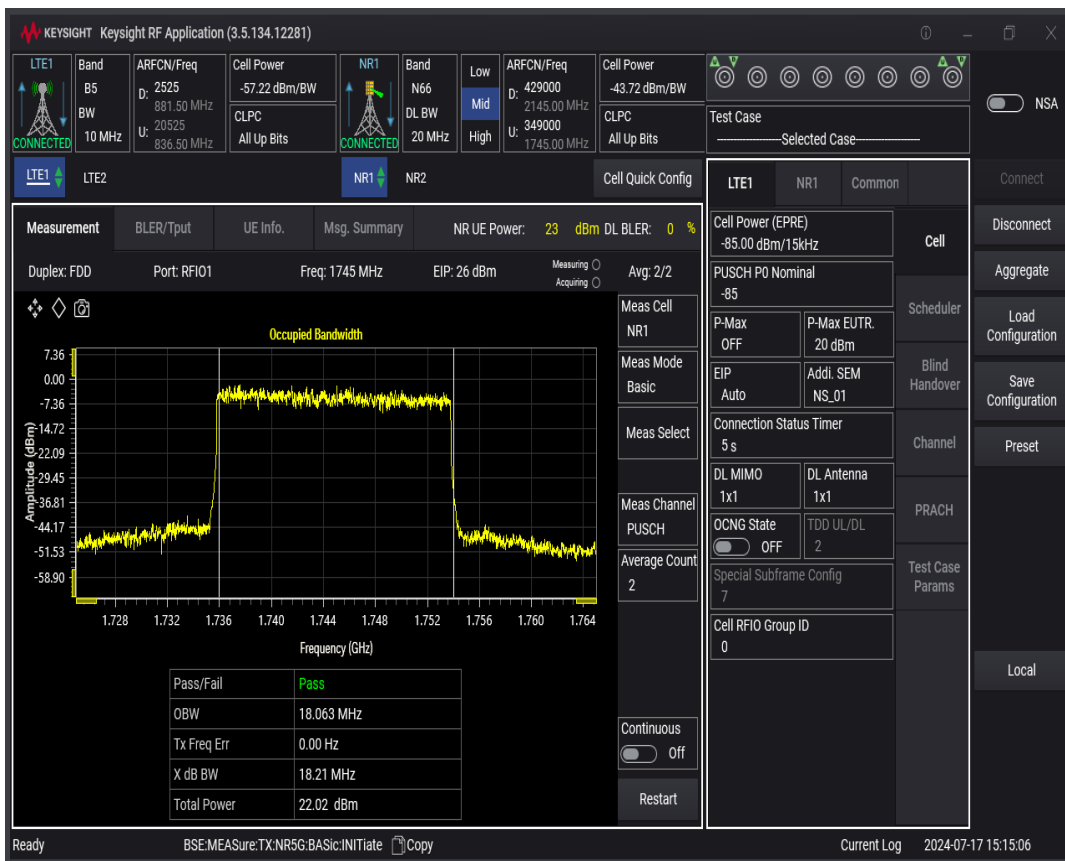 KEYSIGHT Keysight RF Application (3.5.134.12281)
LTE1
CONNECTED
Band
B5
BW
10 MHz
ARFCN/Freq
D: 2525
881.50 MHz
U: 20525
836.50 MHz
Cell Power
-57.22 dBm/BW
CLPC
All Up Bits
NR1
CONNECTED
Band
N66
DL BW
20 MHz
Low
Mid
High
ARFCN/Freq
D: 429000
2145.00 MHz
U: 349000
1745.00 MHz
Cell Power
-43.72 dBm/BW
CLPC
All Up Bits
Test Case
----------------Selected Case----------------
NSA
LTE1 LTE2 NR1 NR2 Cell Quick Config
Measurement BLER/Tput UE Info. Msg. Summary NR UE Power: 23 dBm DL BLER: 0 %
Duplex: FDD Port: RFIO1 Freq: 1745 MHz EIP: 26 dBm Measuring Acquiring Avg: 2/2
Occupied Bandwidth
Amplitude (dBm)
7.36
0.00
-7.36
-14.72
-22.09
-29.45
-36.81
-44.17
-51.53
-58.90
1.728 1.732 1.736 1.740 1.744 1.748 1.752 1.756 1.760 1.764
Frequency (GHz)
Pass/Fail Pass
OBW 18.063 MHz
Tx Freq Err 0.00 Hz
X dB BW 18.21 MHz
Total Power 22.02 dBm
Meas Cell
NR1
Meas Mode
Basic
Meas Select
Meas Channel
PUSCH
Average Count
2
Continuous
Off
Restart
LTE1 NR1 Common
Cell Power (EPRE)
-85.00 dBm/15kHz
PUSCH P0 Nominal
-85
P-Max
OFF
P-Max EUTR.
20 dBm
EIP
Auto
Addi. SEM
NS_01
Connection Status Timer
5 s
DL MIMO
1x1
DL Antenna
1x1
OCNG State
OFF
TDD UL/DL
2
Special Subframe Config
7
Cell RFIO Group ID
0
Cell
Scheduler
Blind
Handover
Channel
PRACH
Test Case
Params
Connect
Disconnect
Aggregate
Load
Configuration
Save
Configuration
Preset
Local
Ready BSE:MEASure:TX:NR5G:BASic:INITiate Copy Current Log 2024-07-17 15:15:06